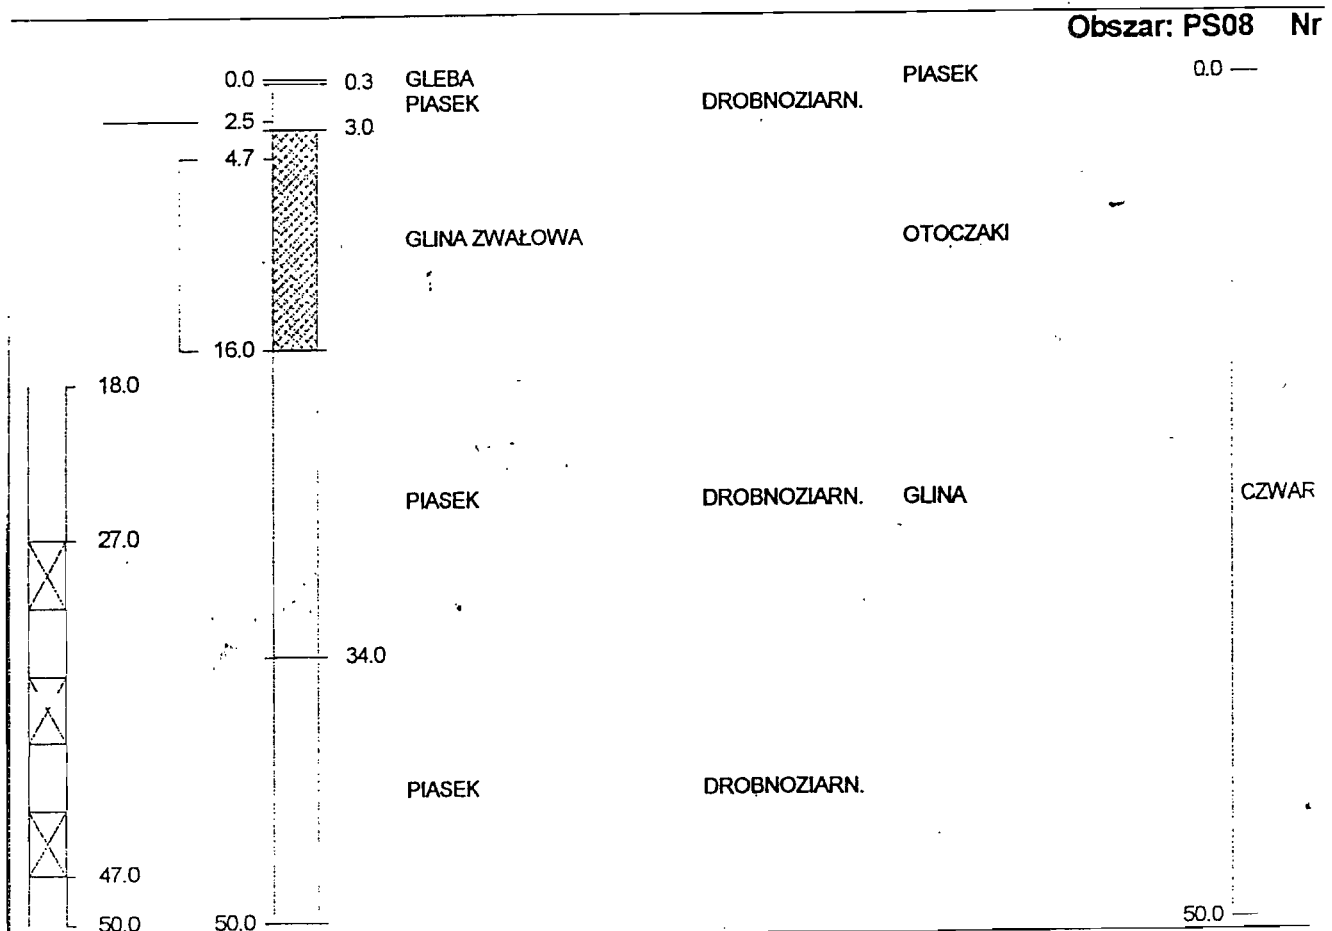 Obszar: PS08 Nr
0.0 0.3 GLEBA PIASEK 0.0
PIASEK DROBNOZIARN.
2.5 3.0
4.7
GLINA ZWAŁOWA OTOCZAKI
16.0
18.0
PIASEK DROBNOZIARN. GLINA CZWAR
27.0
34.0
PIASEK DROBNOZIARN.
47.0
50.0 50.0 50.0